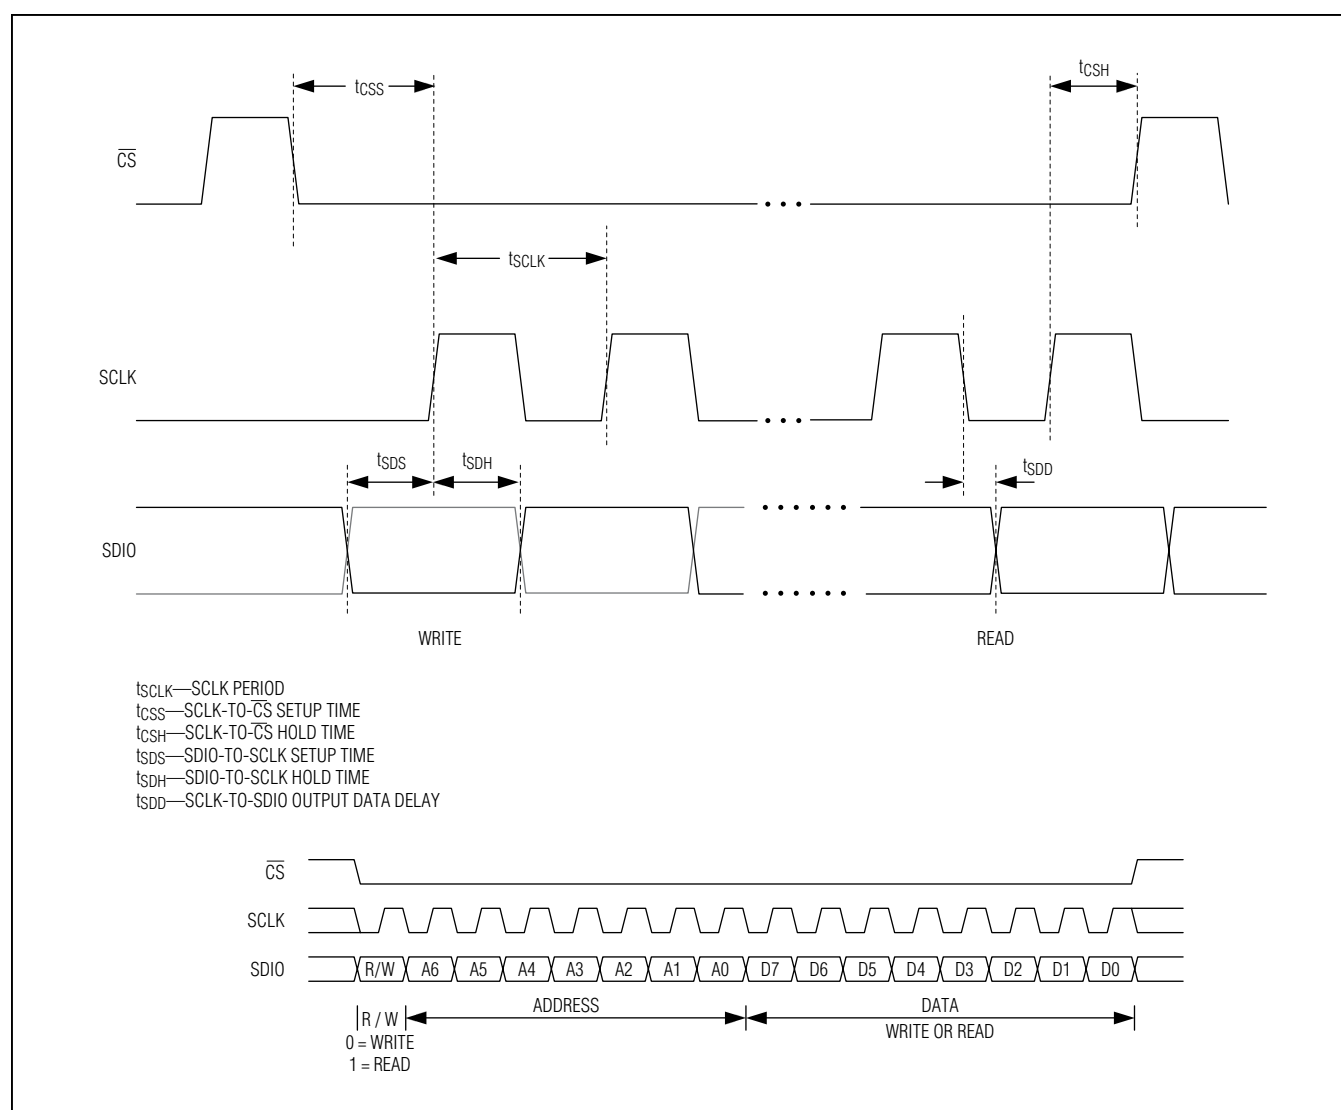 tCSS
tCSH
CS
tSCLK
SCLK
tSDS
tSDH
tSDD
SDIO
WRITE
READ
tSCLK—SCLK PERIOD
tCSS—SCLK-TO-CS SETUP TIME
tCSH—SCLK-TO-CS HOLD TIME
tSDS—SDIO-TO-SCLK SETUP TIME
tSDH—SDIO-TO-SCLK HOLD TIME
tSDD—SCLK-TO-SDIO OUTPUT DATA DELAY
CS
SCLK
SDIO R/W A6 A5 A4 A3 A2 A1 A0 D7 D6 D5 D4 D3 D2 D1 D0
R / W ADDRESS DATA
0 = WRITE WRITE OR READ
1 = READ